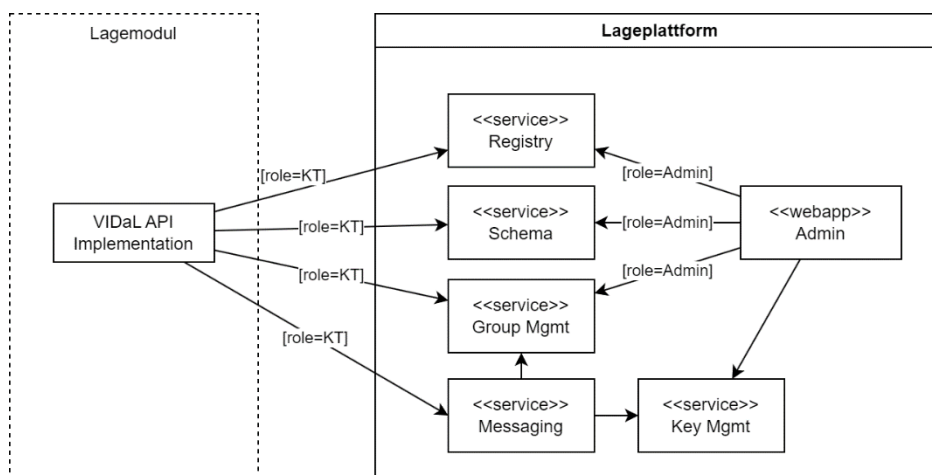 Lagemodul
Lageplattform
<<service>>
Registry
[role=KT]
[role=Admin]
VIDaL API
Implementation
[role=KT]
<<service>>
Schema
[role=Admin]
<<webapp>>
Admin
[role=KT]
<<service>>
Group Mgmt
[role=Admin]
[role=KT]
<<service>>
Messaging
<<service>>
Key Mgmt